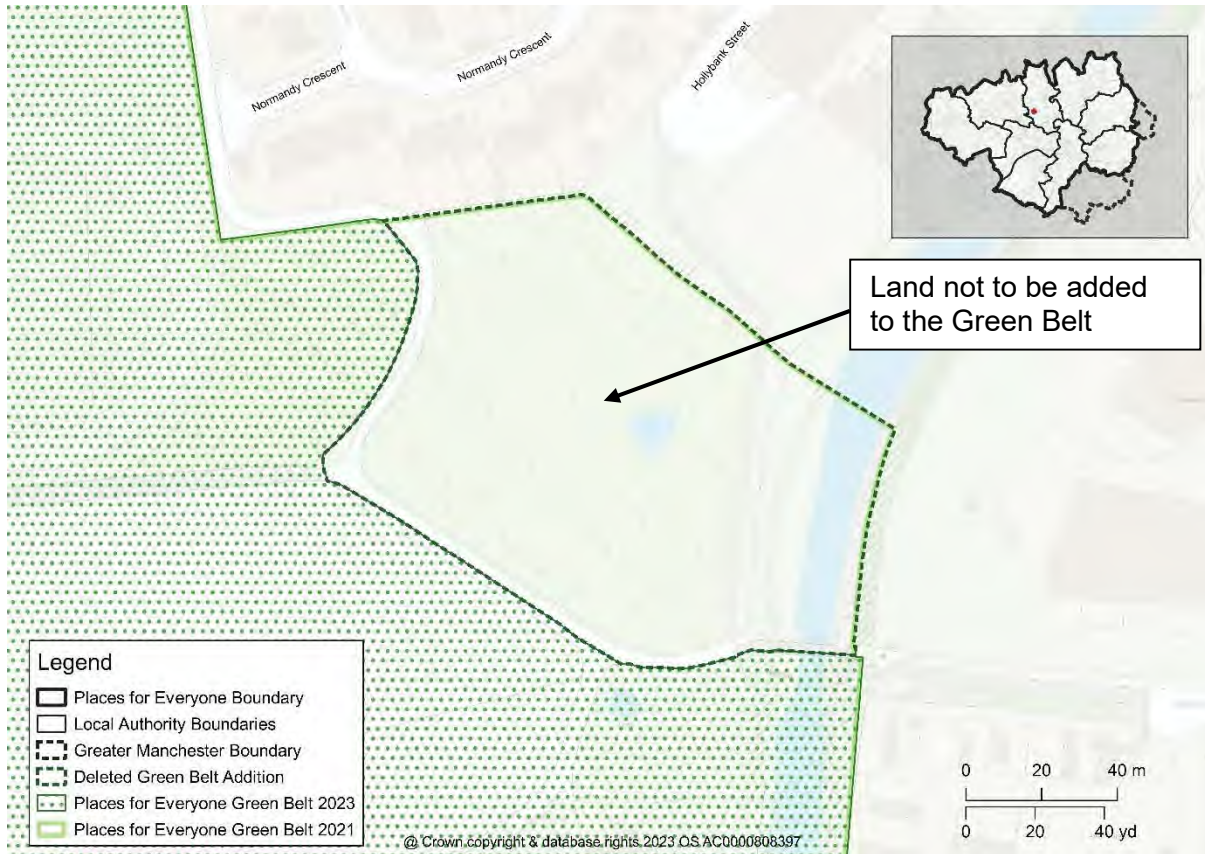 Normandy Crescent
Normandy Crescent
Hollybank Street
Land not to be added
to the Green Belt
Legend
Places for Everyone Boundary
Local Authority Boundaries
Greater Manchester Boundary
Deleted Green Belt Addition
Places for Everyone Green Belt 2023
Places for Everyone Green Belt 2021
0 20 40 m
0 20 40 yd
@ Crown copyright & database rights 2023 OS AC0000808397